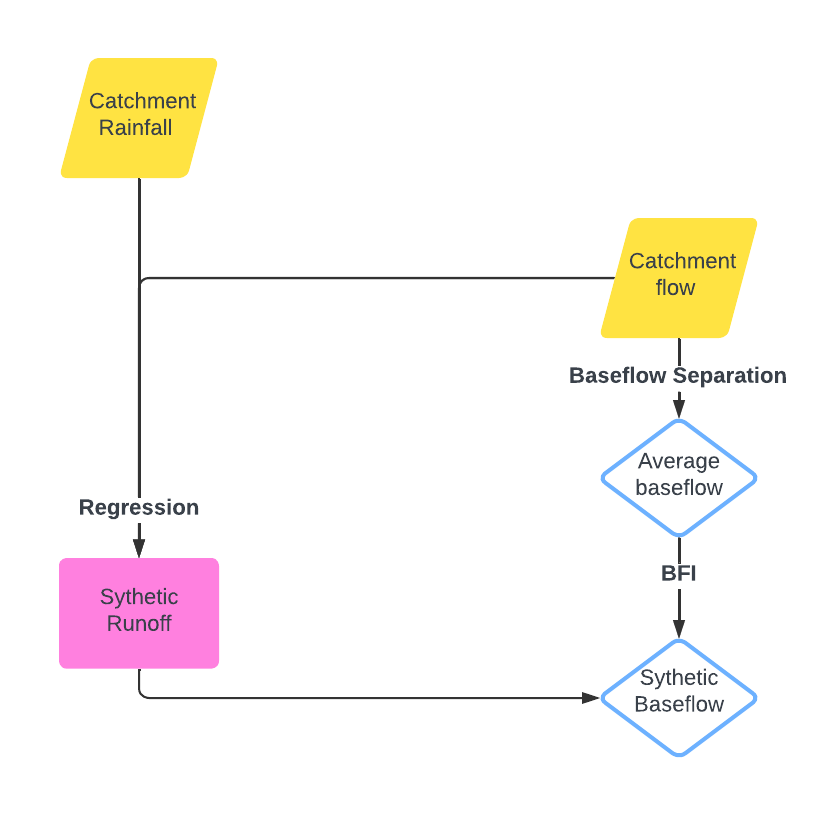 Catchment
Rainfall
Catchment
flow
Baseflow Separation
Average
baseflow
Regression
BFI
Sythetic
Runoff
Sythetic
Baseflow